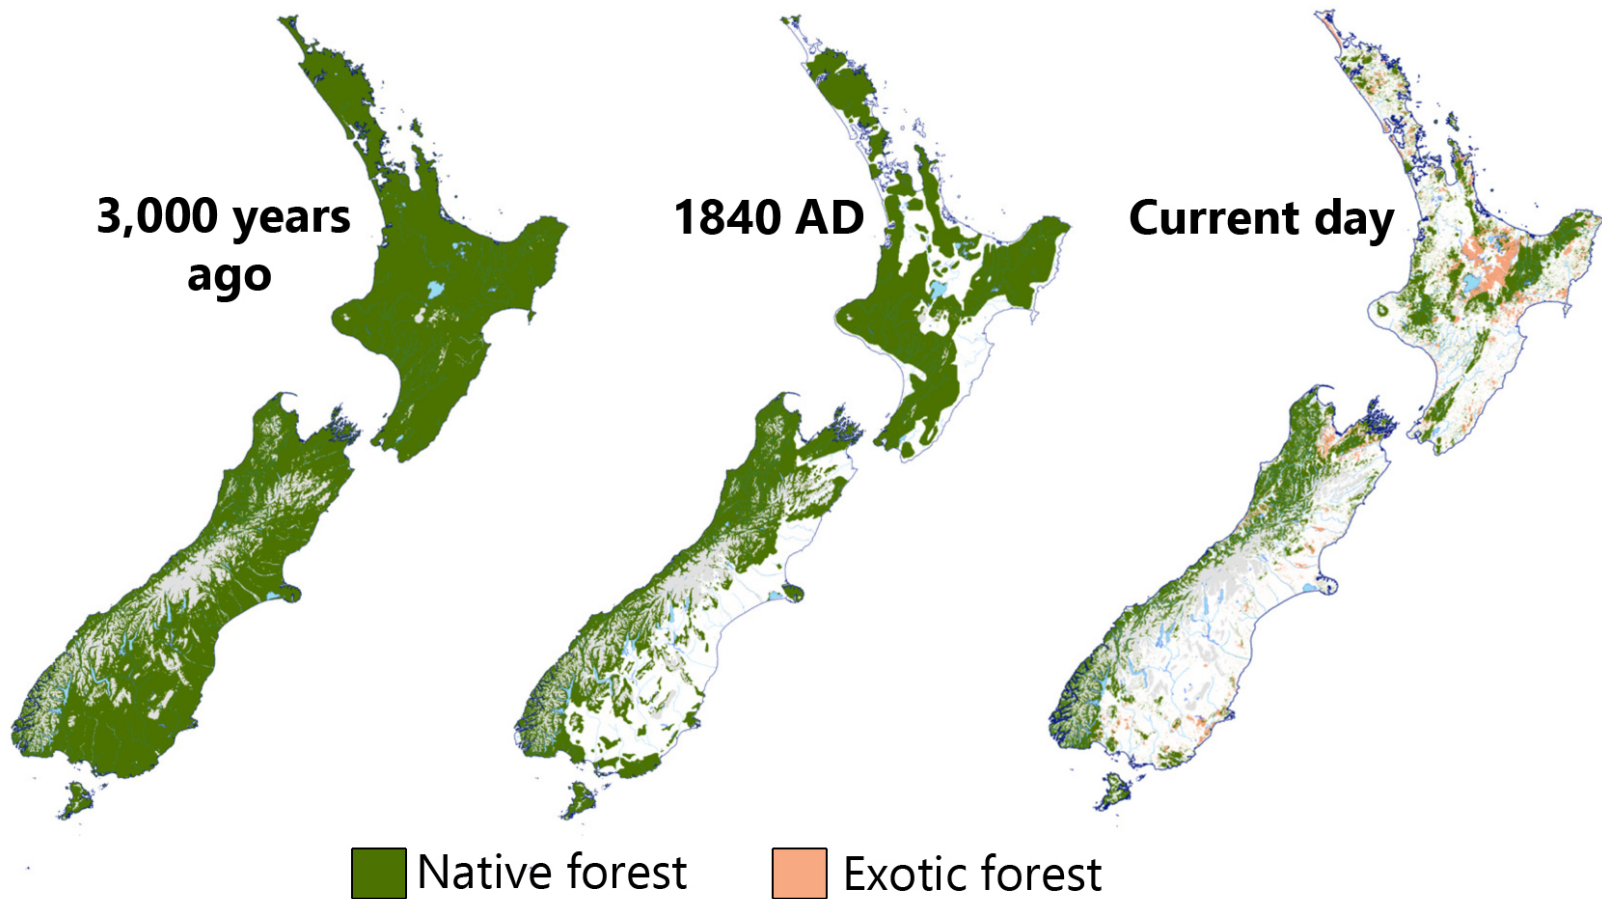 3,000 years
ago
1840 AD
Current day
Native forest
Exotic forest